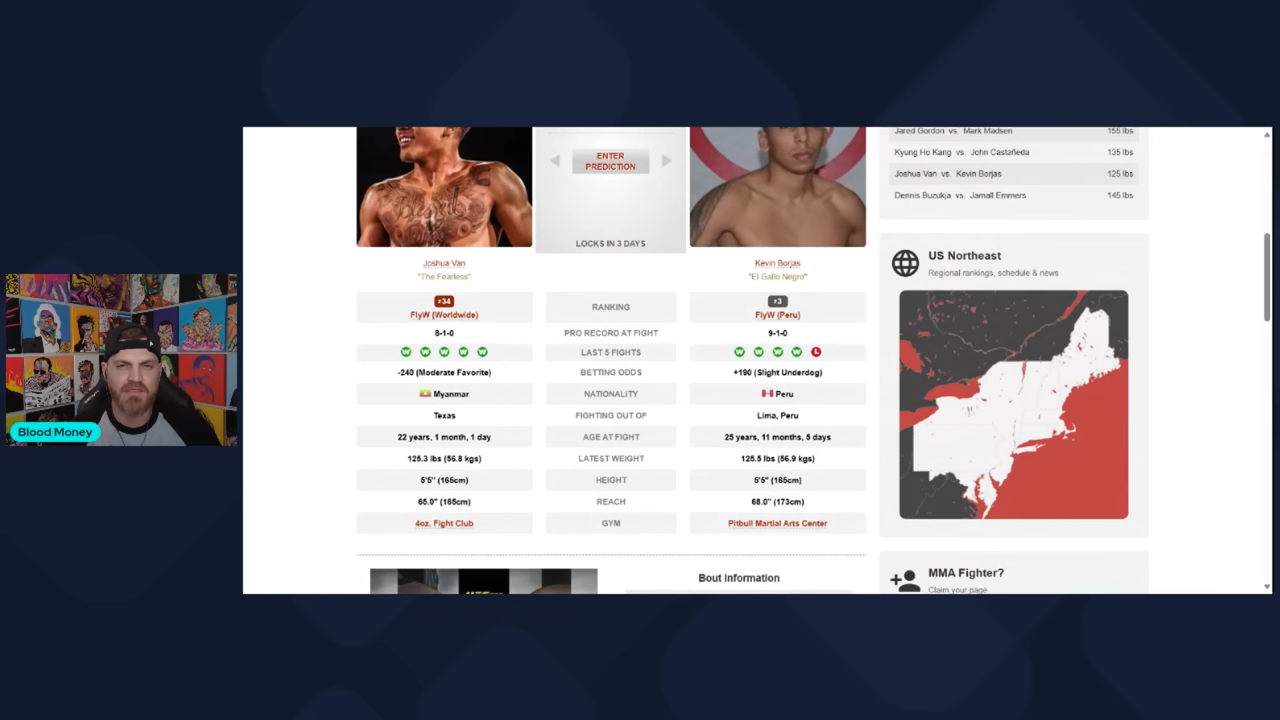 Blood Money
ENTER
PREDICTION
LOCKS IN 3 DAYS
Joshua Van
"The Fearless"
Kevin Borjas
"El Gallo Negro"
#34
FlyW (Worldwide)
RANKING
#3
FlyW (Peru)
8-1-0
PRO RECORD AT FIGHT
9-1-0
W W W W W
LAST 5 FIGHTS
W W W W L
-240 (Moderate Favorite)
BETTING ODDS
+190 (Slight Underdog)
Myanmar
NATIONALITY
Peru
Texas
FIGHTING OUT OF
Lima, Peru
22 years, 1 month, 1 day
AGE AT FIGHT
25 years, 11 months, 5 days
125.3 lbs (56.8 kgs)
LATEST WEIGHT
125.5 lbs (56.9 kgs)
5'5" (165cm)
HEIGHT
5'5" (165cm)
65.0" (165cm)
REACH
68.0" (173cm)
4oz. Fight Club
GYM
Pitbull Martial Arts Center
Bout Information
Jared Gordon vs. Mark Madsen 155 lbs
Kyung Ho Kang vs. John Castañeda 135 lbs
Joshua Van vs. Kevin Borjas 125 lbs
Dennis Buzukja vs. Jamall Emmers 145 lbs
US Northeast
Regional rankings, schedule & news
MMA Fighter?
Claim your page